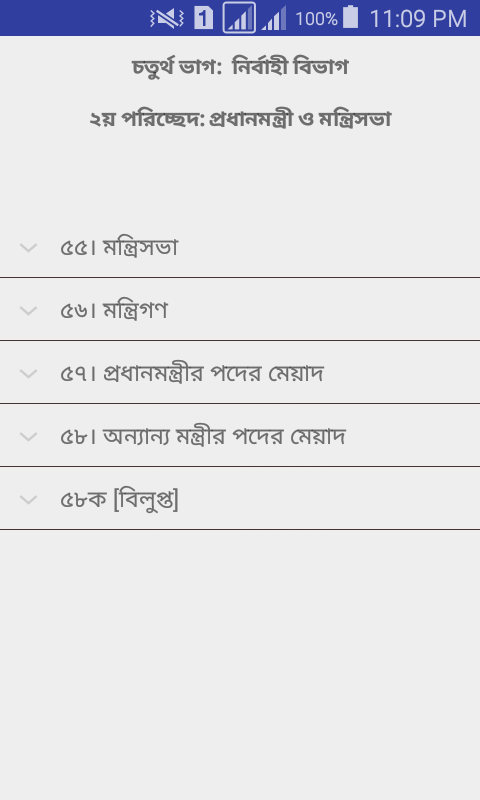 1 100% 11:09 PM
চতুর্থ ভাগ: নির্বাহী বিভাগ
২য় পরিচ্ছেদ: প্রধানমন্ত্রী ও মন্ত্রিসভা
৫৫। মন্ত্রিসভা
৫৬। মন্ত্রিগণ
৫৭। প্রধানমন্ত্রীর পদের মেয়াদ
৫৮। অন্যান্য মন্ত্রীর পদের মেয়াদ
৫৮ক [বিলুপ্ত]